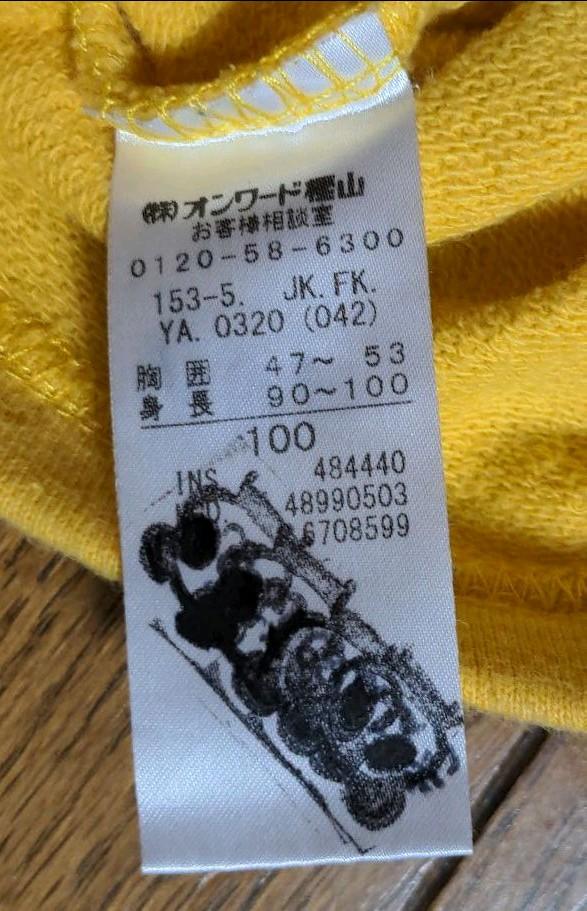 (株)オンワード樫山
お客様相談室
0120-58-6300
153-5. JK.FK.
YA. 0320 (042)
胸囲 47～ 53
身長 90～100
100
INS 484440
48990503
6708599